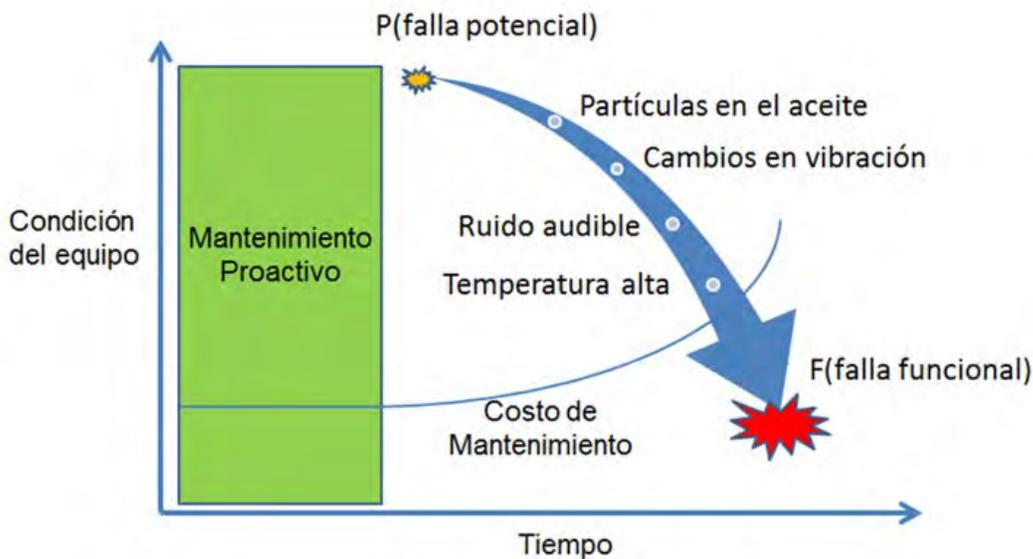 P(falla potencial)
Partículas en el aceite
Cambios en vibración
Condición
del equipo
Mantenimiento
Proactivo
Ruido audible
Temperatura alta
F(falla funcional)
Costo de
Mantenimiento
Tiempo